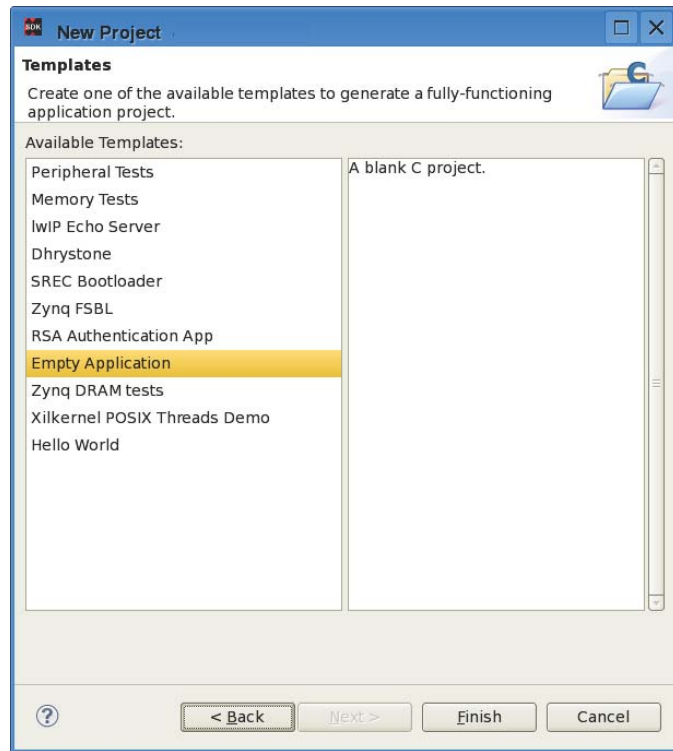 SDK
New Project
Templates
Create one of the available templates to generate a fully-functioning
application project.
C
Available Templates:
Peripheral Tests
Memory Tests
lwIP Echo Server
Dhrystone
SREC Bootloader
Zynq FSBL
RSA Authentication App
Empty Application
Zynq DRAM tests
Xilkernel POSIX Threads Demo
Hello World
A blank C project.
?
< Back
Next >
Finish
Cancel